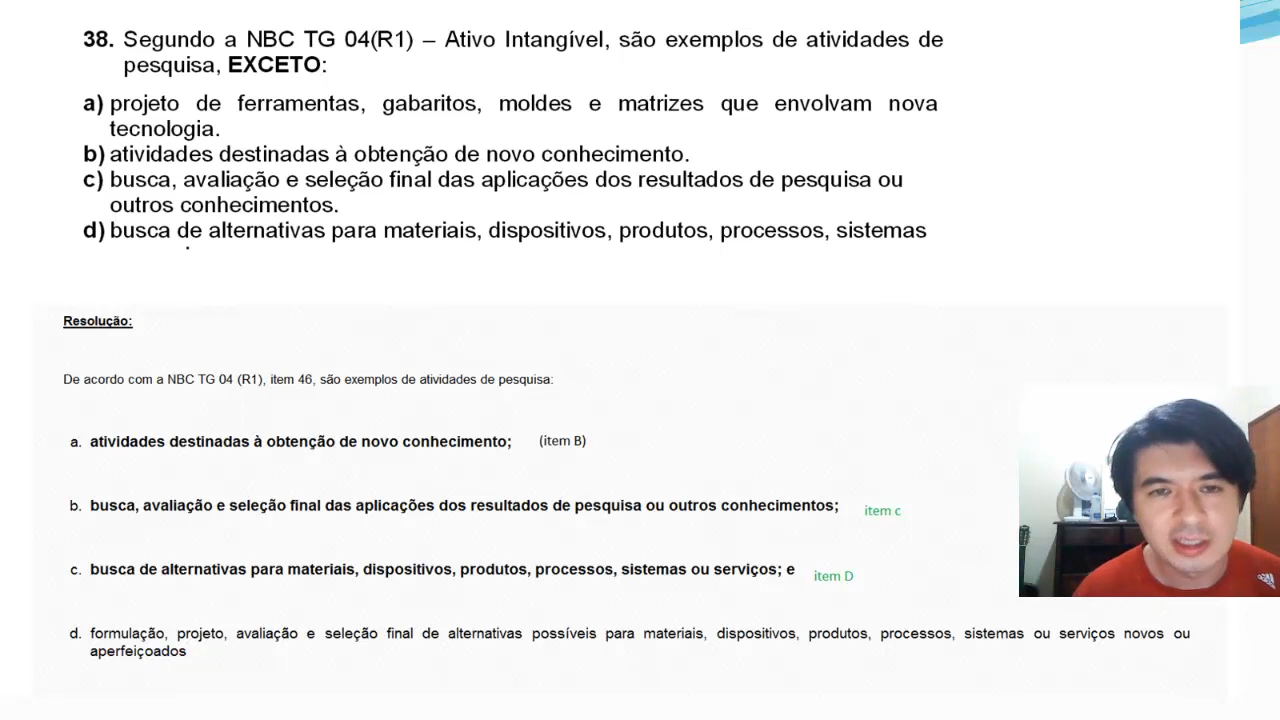 38. Segundo a NBC TG 04(R1) – Ativo Intangível, são exemplos de atividades de
pesquisa, EXCETO:
a) projeto de ferramentas, gabaritos, moldes e matrizes que envolvam nova
tecnologia.
b) atividades destinadas à obtenção de novo conhecimento.
c) busca, avaliação e seleção final das aplicações dos resultados de pesquisa ou
outros conhecimentos.
d) busca de alternativas para materiais, dispositivos, produtos, processos, sistemas
Resolução:
De acordo com a NBC TG 04 (R1), item 46, são exemplos de atividades de pesquisa:
a. atividades destinadas à obtenção de novo conhecimento; (item B)
b. busca, avaliação e seleção final das aplicações dos resultados de pesquisa ou outros conhecimentos; item c
c. busca de alternativas para materiais, dispositivos, produtos, processos, sistemas ou serviços; e item D
d. formulação, projeto, avaliação e seleção final de alternativas possíveis para materiais, dispositivos, produtos, processos, sistemas ou serviços novos ou
aperfeiçoados